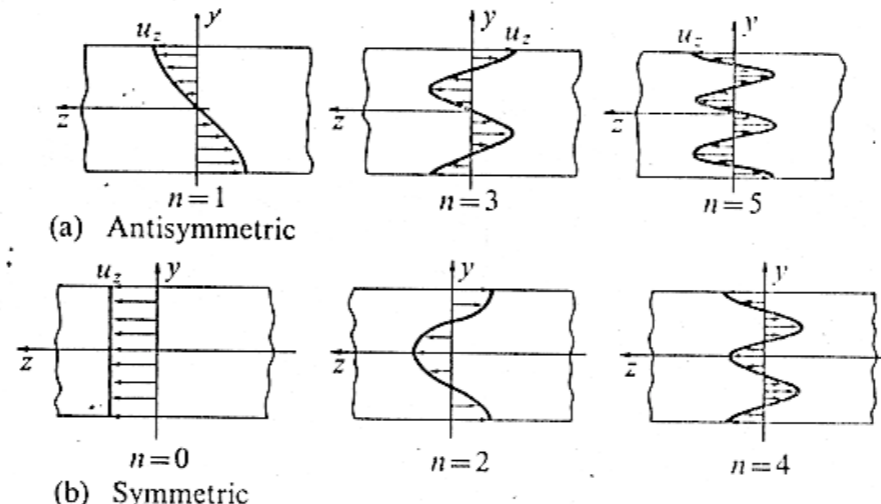 y u_z u_z y
u_z y
z z z
n=1 n=3 n=5
(a) Antisymmetric
u_z y y y
z z z
n=0 n=2 n=4
(b) Symmetric